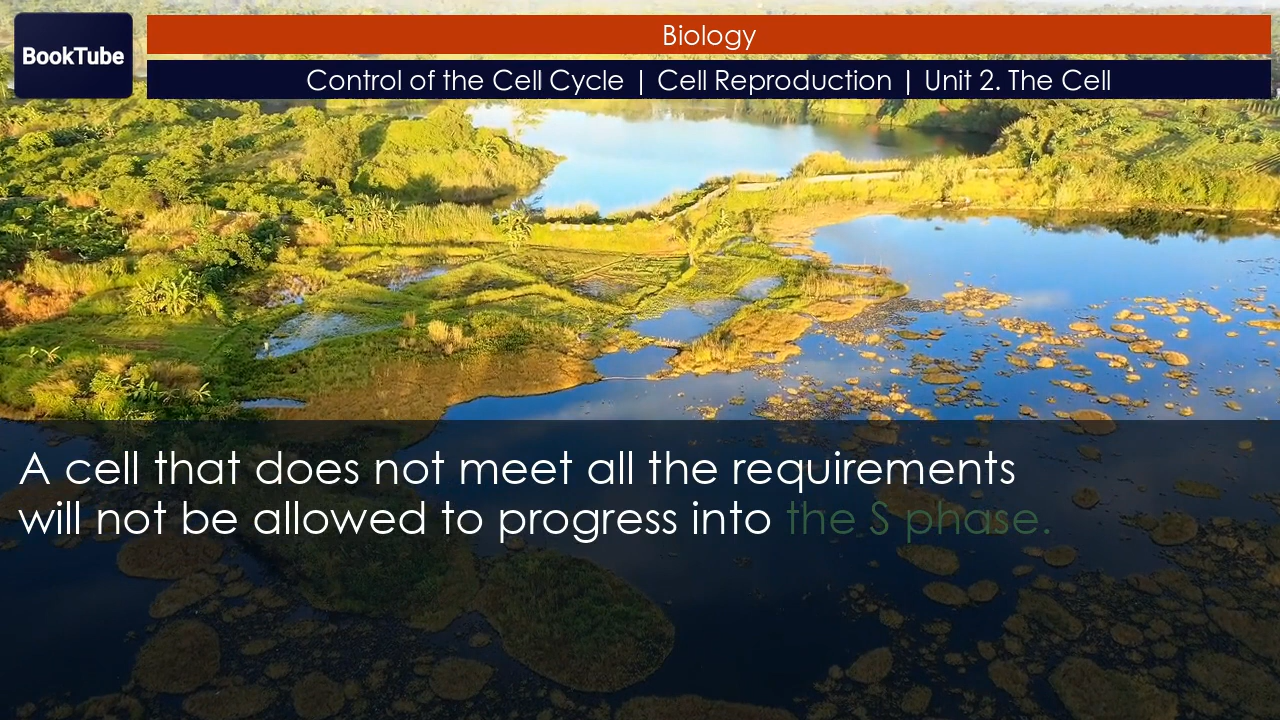 BookTube
Biology
Control of the Cell Cycle | Cell Reproduction | Unit 2. The Cell
A cell that does not meet all the requirements
will not be allowed to progress into the S phase.